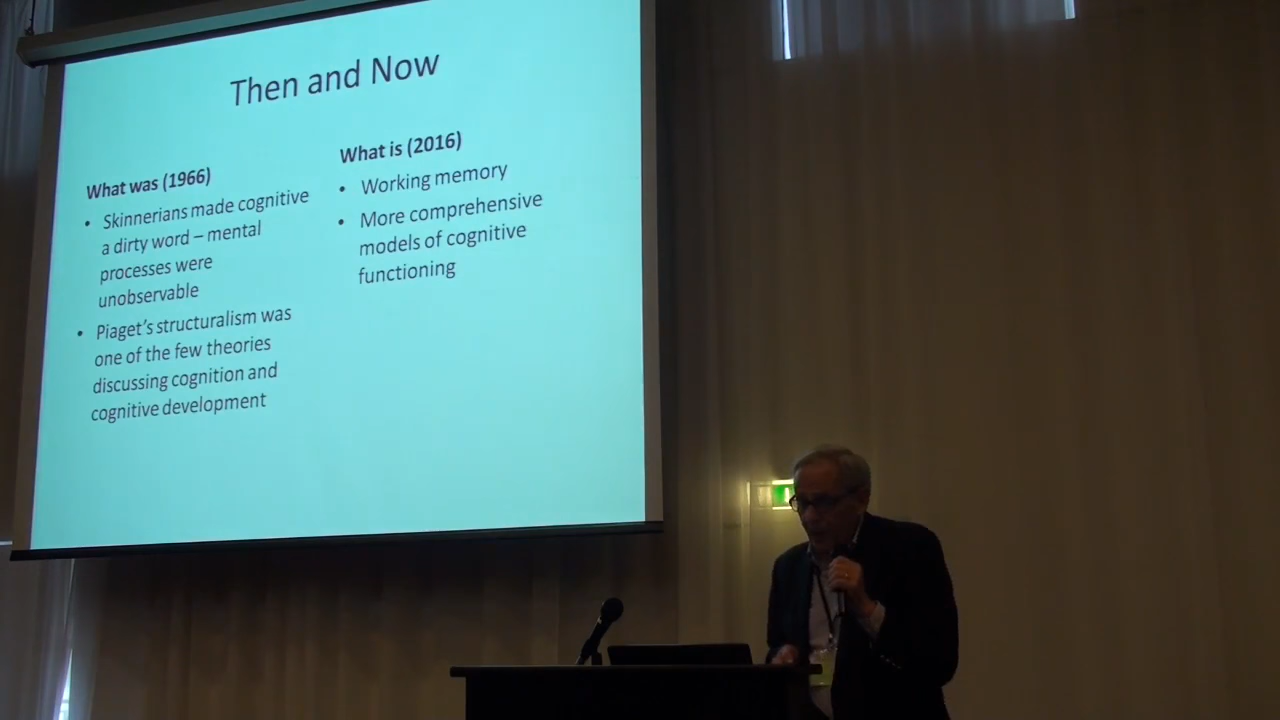 Then and Now
What was (1966)
• Skinnerians made cognitive
a dirty word – mental
processes were
unobservable
• Piaget's structuralism was
one of the few theories
discussing cognition and
cognitive development
What is (2016)
• Working memory
• More comprehensive
models of cognitive
functioning